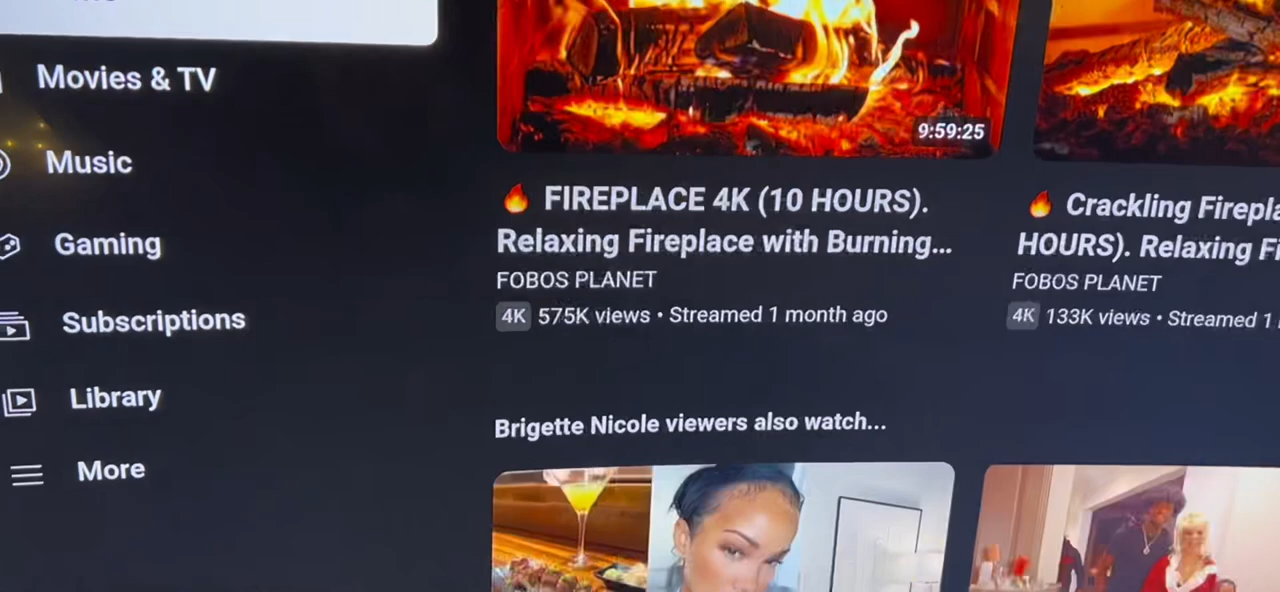 Movies & TV
Music
Gaming
Subscriptions
Library
More
9:59:25
🔥 FIREPLACE 4K (10 HOURS).
Relaxing Fireplace with Burning...
FOBOS PLANET
4K 575K views • Streamed 1 month ago
🔥 Crackling
HOURS). Relaxing
FOBOS PLANET
4K 133K views • Streamed 1
Brigette Nicole viewers also watch...